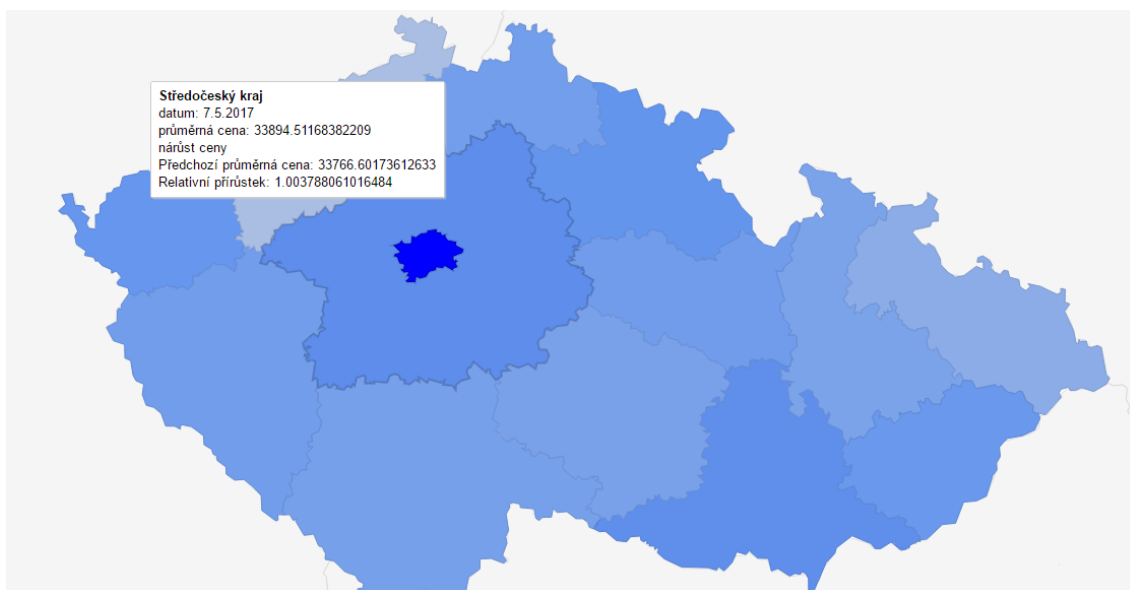 Středočeský kraj
datum: 7.5.2017
průměrná cena: 33894.51168382209
nárůst ceny
Předchozí průměrná cena: 33766.60173612633
Relativní přírůstek: 1.003788061016484